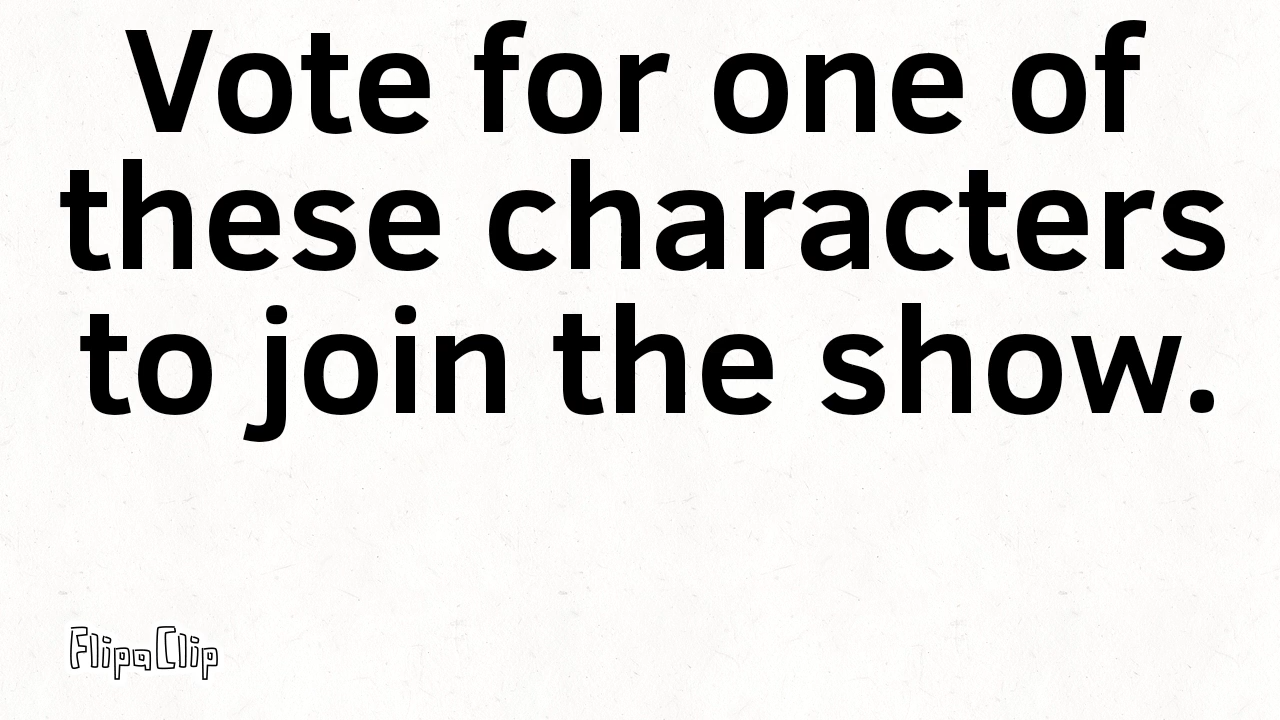 Vote for one of
these characters
to join the show.
FlipaClip